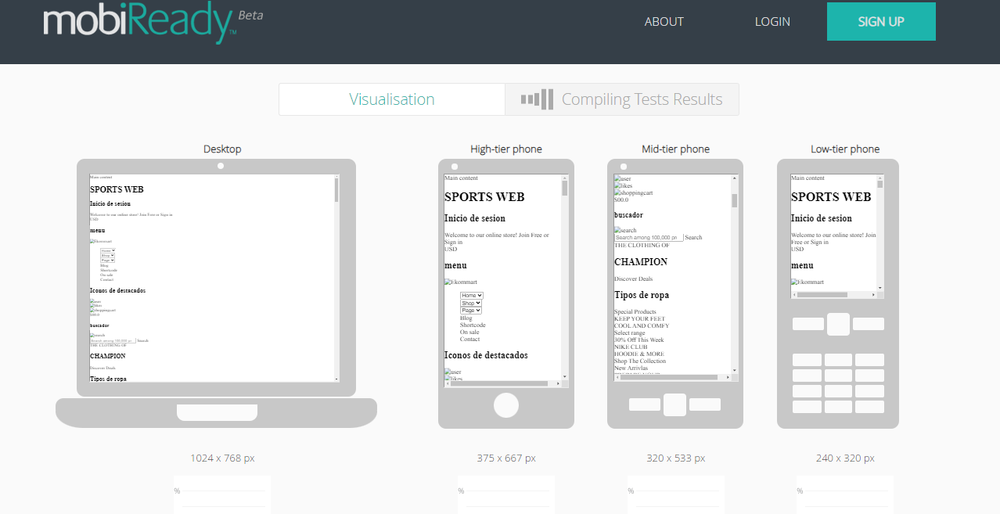 mobiReady™ Beta
ABOUT
LOGIN
SIGN UP
Visualisation
Compiling Tests Results
Desktop
Main content
SPORTS WEB
Inicio de sesion
Welcome to our online store! Join Free or Sign in
USD
menu
Ekommart
Home
Shop
Page
Blog
Shortcode
On sale
Contact
Iconos de destacados
user
likes
shoppingcart
$00.0
buscador
search
Search among 100,000 pr Search
THE CLOTHING OF
CHAMPION
Discover Deals
Tipos de ropa
1024 x 768 px
%
High-tier phone
Main content
SPORTS WEB
Inicio de sesion
Welcome to our online store! Join Free or
Sign in
USD
menu
Ekommart
Home
Shop
Page
Blog
Shortcode
On sale
Contact
Iconos de destacados
user
likes
375 x 667 px
%
Mid-tier phone
user
likes
shoppingcart
$00.0
buscador
search
Search among 100,000 pr Search
THE CLOTHING OF
CHAMPION
Discover Deals
Tipos de ropa
Special Products
KEEP YOUR FEET
COOL AND COMFY
Select range
30% Off This Week
NIKE CLUB
HOODIE & MORE
Shop The Collection
New Arrivlas
320 x 533 px
%
Low-tier phone
Main content
SPORTS WEB
Inicio de sesion
Welcome to our online store! Join
Free or Sign in
USD
menu
Ekommart
240 x 320 px
%